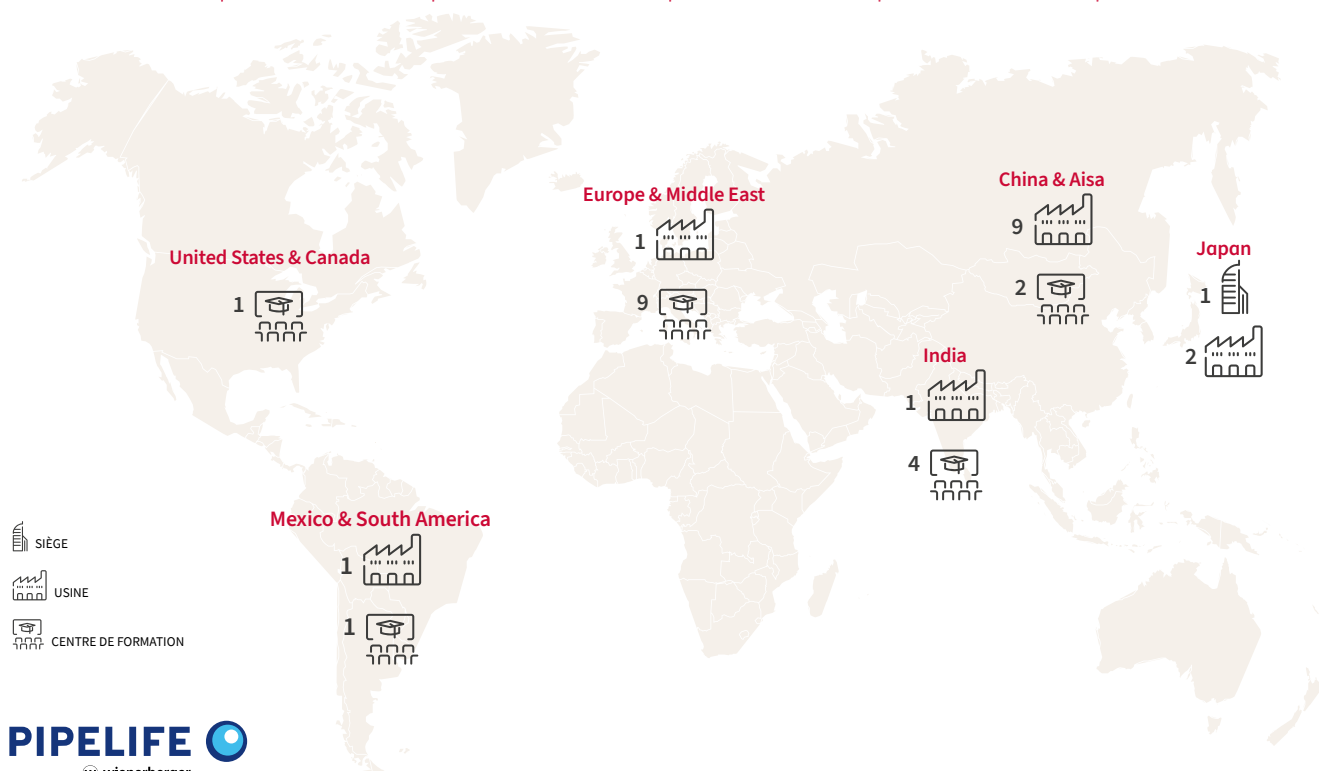 Europe & Middle East
1
9
China & Aisa
9
2
United States & Canada
1
Japan
1
2
India
1
4
Mexico & South America
1
1
SIÈGE
USINE
CENTRE DE FORMATION
PIPELIFE
wienerberger